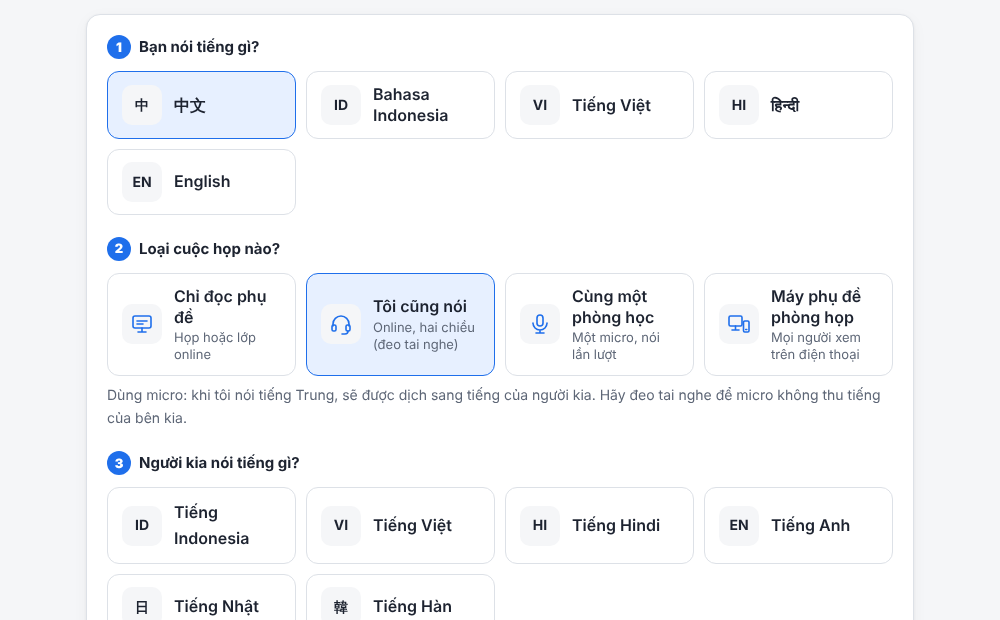 1 Bạn nói tiếng gì?
中 中文
ID Bahasa
Indonesia
VI Tiếng Việt
HI हिन्दी
EN English
2 Loại cuộc họp nào?
Chỉ đọc phụ
đề
Họp hoặc lớp
online
Tôi cũng nói
Online, hai chiều
(đeo tai nghe)
Cùng một
phòng học
Một micro, nói
lần lượt
Máy phụ đề
phòng họp
Mọi người xem
trên điện thoại
Dùng micro: khi tôi nói tiếng Trung, sẽ được dịch sang tiếng của người kia. Hãy đeo tai nghe để micro không thu tiếng
của bên kia.
3 Người kia nói tiếng gì?
ID Tiếng
Indonesia
VI Tiếng Việt
HI Tiếng Hindi
EN Tiếng Anh
日 Tiếng Nhật
韓 Tiếng Hàn